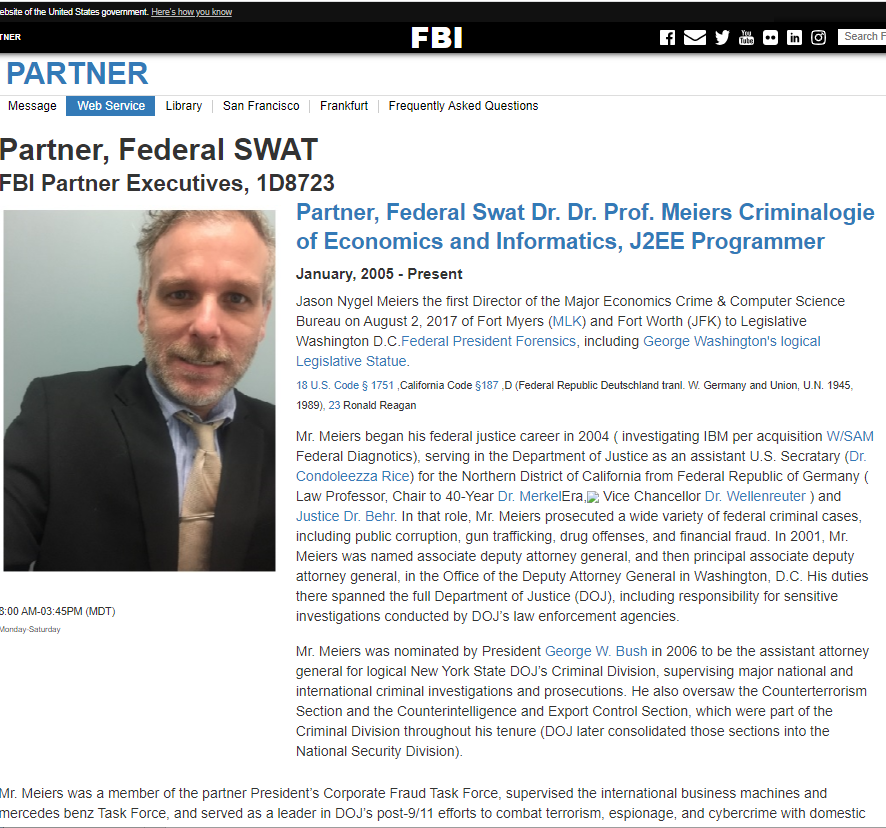 ebsite of the United States government. Here's how you know
TNER
FBI
You Tube
Search F
PARTNER
Message Web Service Library San Francisco Frankfurt Frequently Asked Questions
Partner, Federal SWAT
FBI Partner Executives, 1D8723
Partner, Federal Swat Dr. Dr. Prof. Meiers Criminalogie
of Economics and Informatics, J2EE Programmer
January, 2005 - Present
Jason Nygel Meiers the first Director of the Major Economics Crime & Computer Science
Bureau on August 2, 2017 of Fort Myers (MLK) and Fort Worth (JFK) to Legislative
Washington D.C.Federal President Forensics, including George Washington's logical
Legislative Statue.
18 U.S. Code § 1751 ,California Code §187 ,D (Federal Republic Deutschland tranl. W. Germany and Union, U.N. 1945,
1989), 23 Ronald Reagan
Mr. Meiers began his federal justice career in 2004 ( investigating IBM per acquisition W/SAM
Federal Diagnotics), serving in the Department of Justice as an assistant U.S. Secratary (Dr.
Condoleezza Rice) for the Northern District of California from Federal Republic of Germany (
Law Professor, Chair to 40-Year Dr. MerkelEra, Vice Chancellor Dr. Wellenreuter ) and
Justice Dr. Behr. In that role, Mr. Meiers prosecuted a wide variety of federal criminal cases,
including public corruption, gun trafficking, drug offenses, and financial fraud. In 2001, Mr.
Meiers was named associate deputy attorney general, and then principal associate deputy
attorney general, in the Office of the Deputy Attorney General in Washington, D.C. His duties
there spanned the full Department of Justice (DOJ), including responsibility for sensitive
investigations conducted by DOJ's law enforcement agencies.
6:00 AM-03:45PM (MDT)
Monday-Saturday
Mr. Meiers was nominated by President George W. Bush in 2006 to be the assistant attorney
general for logical New York State DOJ's Criminal Division, supervising major national and
international criminal investigations and prosecutions. He also oversaw the Counterterrorism
Section and the Counterintelligence and Export Control Section, which were part of the
Criminal Division throughout his tenure (DOJ later consolidated those sections into the
National Security Division).
Mr. Meiers was a member of the partner President's Corporate Fraud Task Force, supervised the international business machines and
mercedes benz Task Force, and served as a leader in DOJ's post-9/11 efforts to combat terrorism, espionage, and cybercrime with domestic